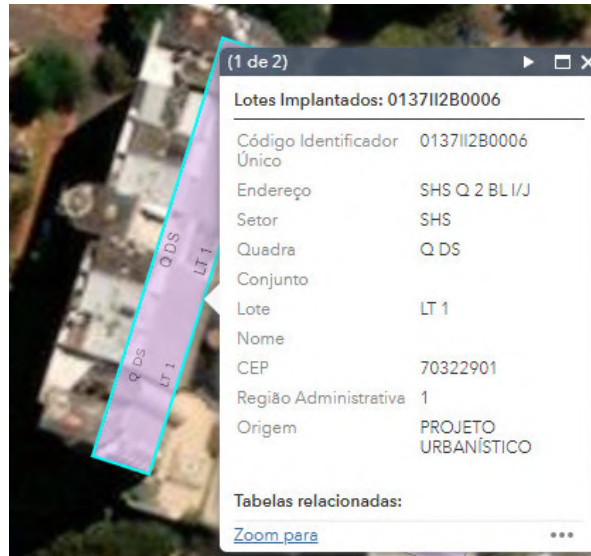 (1 de 2)
Lotes Implantados: 0137II2B0006
Código Identificador Único 0137II2B0006
Endereço SHS Q 2 BL I/J
Setor SHS
Quadra Q DS
Conjunto
Lote LT 1
Nome
CEP 70322901
Região Administrativa 1
Origem PROJETO URBANÍSTICO
Tabelas relacionadas:
Zoom para
Q DS
LT 1
Q DS
LT 1